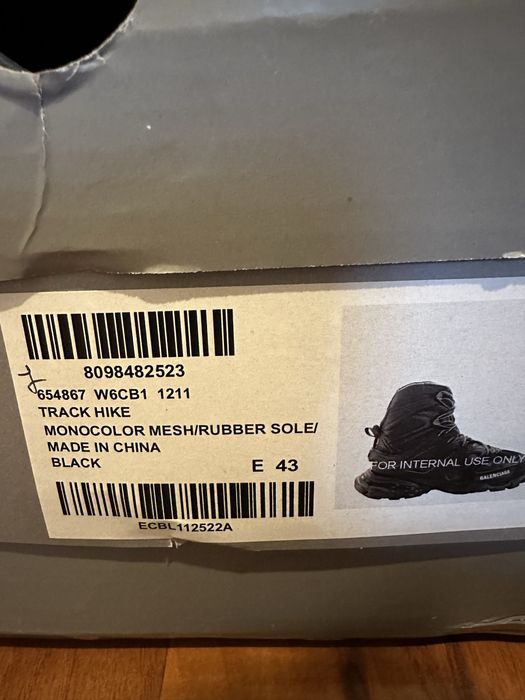 8098482523
654867 W6CB1 1211
TRACK HIKE
MONOCOLOR MESH/RUBBER SOLE/
MADE IN CHINA
BLACK
E 43
ECBL112522A
FOR INTERNAL USE ONLY
BALENCIAGA